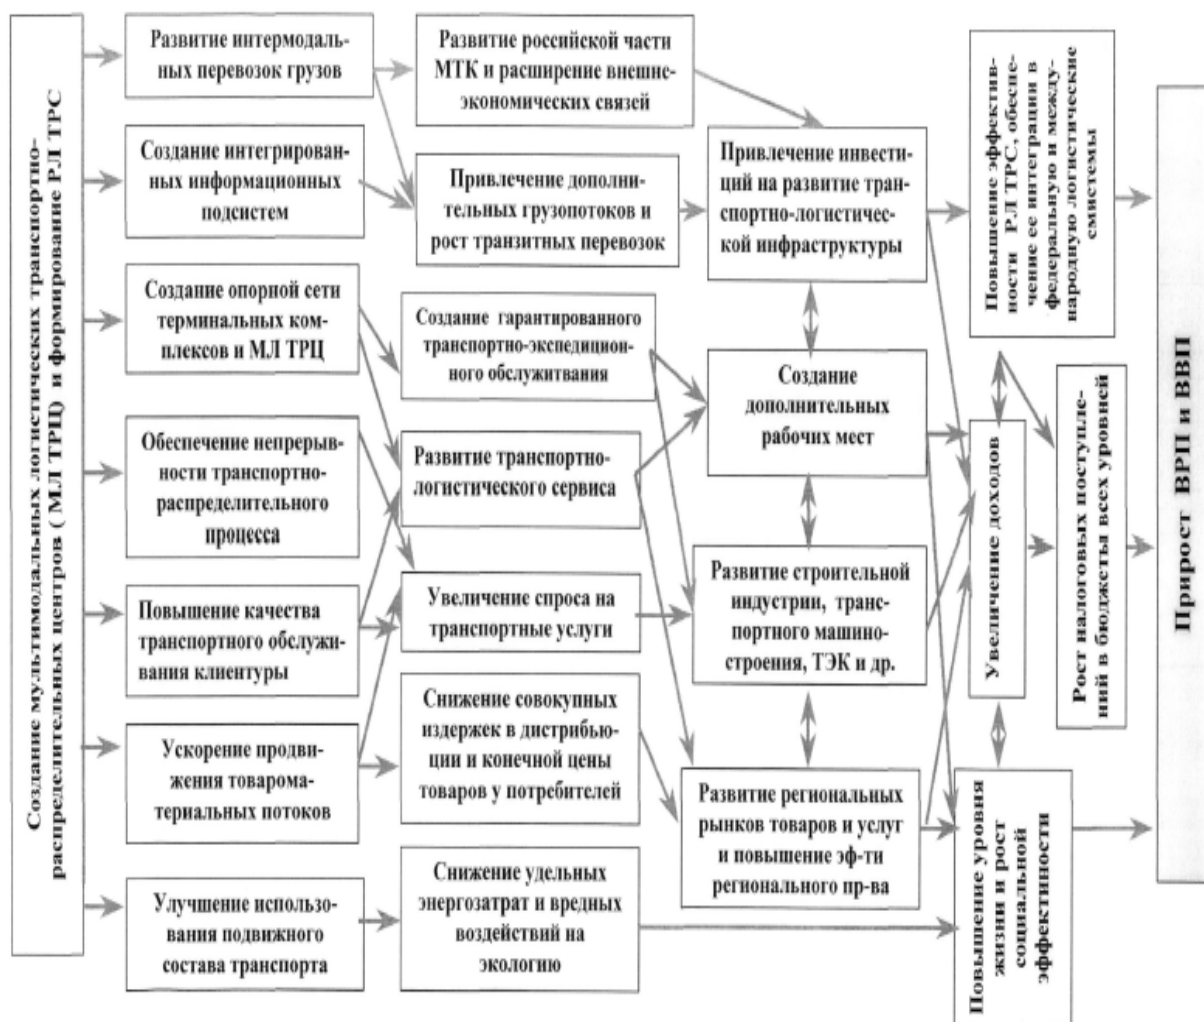 Создание мультимодальных логистических транспортно-
распределительных центров ( МЛ ТРЦ) и формирование РЛ ТРС
Развитие интермодаль-
ных перевозок грузов
Создание интегрирован-
ных информационных
подсистем
Создание опорной сети
терминальных ком-
плексов и МЛ ТРЦ
Обеспечение непрерыв-
ности транспортно-
распределительного
процесса
Повышение качества
транспортного обслужи-
вания клиентуры
Ускорение продви-
жения товарома-
териальных потоков
Улучшение использо-
вания подвижного
состава транспорта
Развитие российской части
МТК и расширение внешне-
экономических связей
Привлечение дополни-
тельных грузопотоков и
рост транзитных перевозок
Создание гарантированного
транспортно-экспедицион-
ного обслужитвания
Развитие транспортно-
логистического сервиса
Увеличение спроса на
транспортные услуги
Снижение совокупных
издержек в дистрибью-
ции и конечной цены
товаров у потребителей
Снижение удельных
энергозатрат и вредных
воздействий на
экологию
Привлечение инвести-
ций на развитие тран-
спортно-логистичес-
кой инфраструктуры
Создание
дополнительных
рабочих мест
Развитие строительной
индустрии, транс-
портного машино-
строения, ТЭК и др.
Развитие региональных
рынков товаров и услуг
и повышение эф-ти
регионального пр-ва
Повышение эффектив-
ности РЛ ТРС, обеспе-
чение ее интеграции в
федеральную и между-
народную логистические
смистемы
Увеличение доходов
Повышение уровня
жизни и рост
социальной
эффектиности
Рост налоговых поступле-
ний в бюджеты всех уровней
Прирост ВРП и ВВП